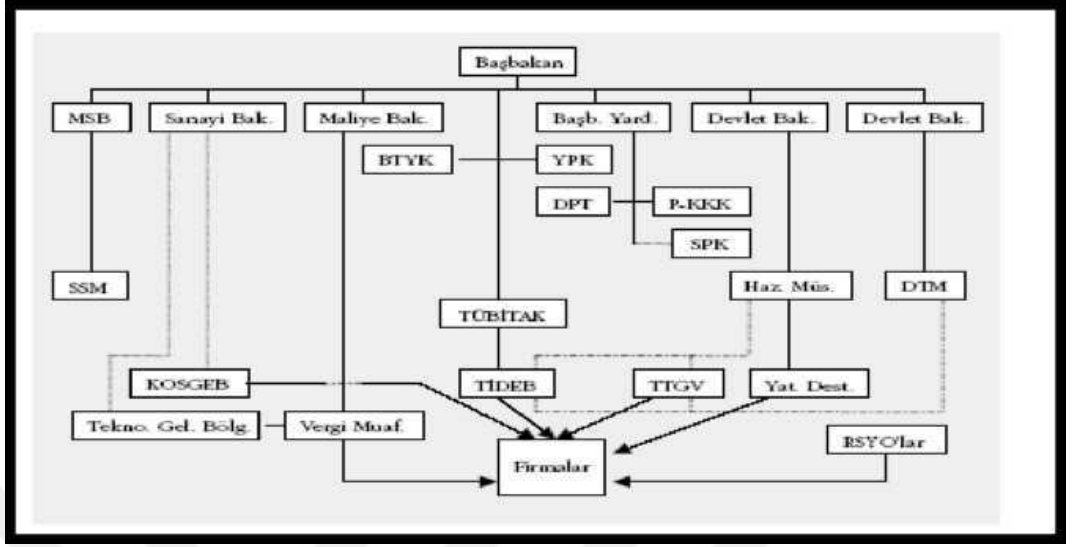 Başbakan
MSB
Sanayi Bak.
Maliye Bak.
Başb. Yard.
Devlet Bak.
Devlet Bak.
BTYK
YPK
DPT
P-KKK
SPK
SSM
Haz. Müs.
DTM
TÜBİTAK
KOSGEB
TİDEB
TTGV
Yat. Dest.
Tekno. Gel. Bölg.
Vergi Muaf.
RSYO'lar
Firmalar